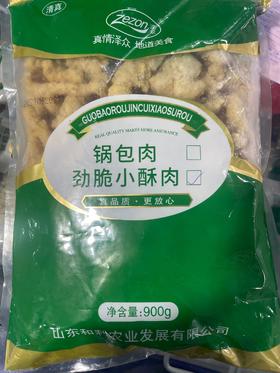 清真
zezon
真情泽众 地道美食
GUOBAOROUJINCUIXIAOSUROU
REAL QUALITY MAKES MORE ASSURANCE
锅包肉
劲脆小酥肉
真品质·更放心
净含量:900g
山东和利农业发展有限公司